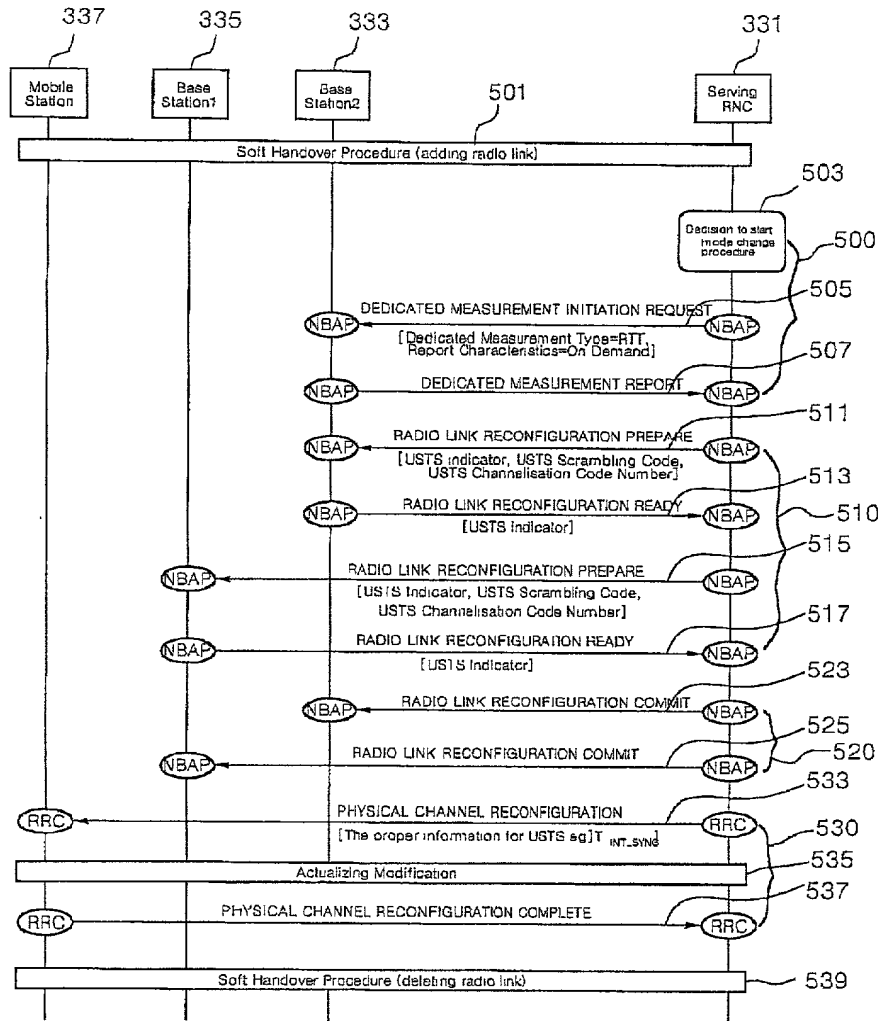 337
335
333
331
Mobile
Station
Base
Station1
Base
Station2
Serving
RNC
501
Soft Handover Procedure (adding radio link)
503
Decision to start
mode change
procedure
500
505
DEDICATED MEASUREMENT INITIATION REQUEST
NBAP
NBAP
[Dedicated Measurement Type=RTT,
Report Characteristics=On Demand]
507
DEDICATED MEASUREMENT REPORT
NBAP
NBAP
511
RADIO LINK RECONFIGURATION PREPARE
NBAP
NBAP
[USTS Indicator, USTS Scrambling Code,
USTS Channelisation Code Number]
513
RADIO LINK RECONFIGURATION READY
NBAP
NBAP
[USTS Indicator]
510
515
RADIO LINK RECONFIGURATION PREPARE
NBAP
NBAP
[USTS Indicator, USTS Scrambling Code,
USTS Channelisation Code Number]
517
RADIO LINK RECONFIGURATION READY
NBAP
NBAP
[USTS Indicator]
523
RADIO LINK RECONFIGURATION COMMIT
NBAP
NBAP
525
RADIO LINK RECONFIGURATION COMMIT
NBAP
NBAP
520
533
PHYSICAL CHANNEL RECONFIGURATION
RRC
RRC
[The proper information for USTS eg]T INT_SYNC]
530
Actualizing Modification
535
537
PHYSICAL CHANNEL RECONFIGURATION COMPLETE
RRC
RRC
Soft Handover Procedure (deleting radio link)
539